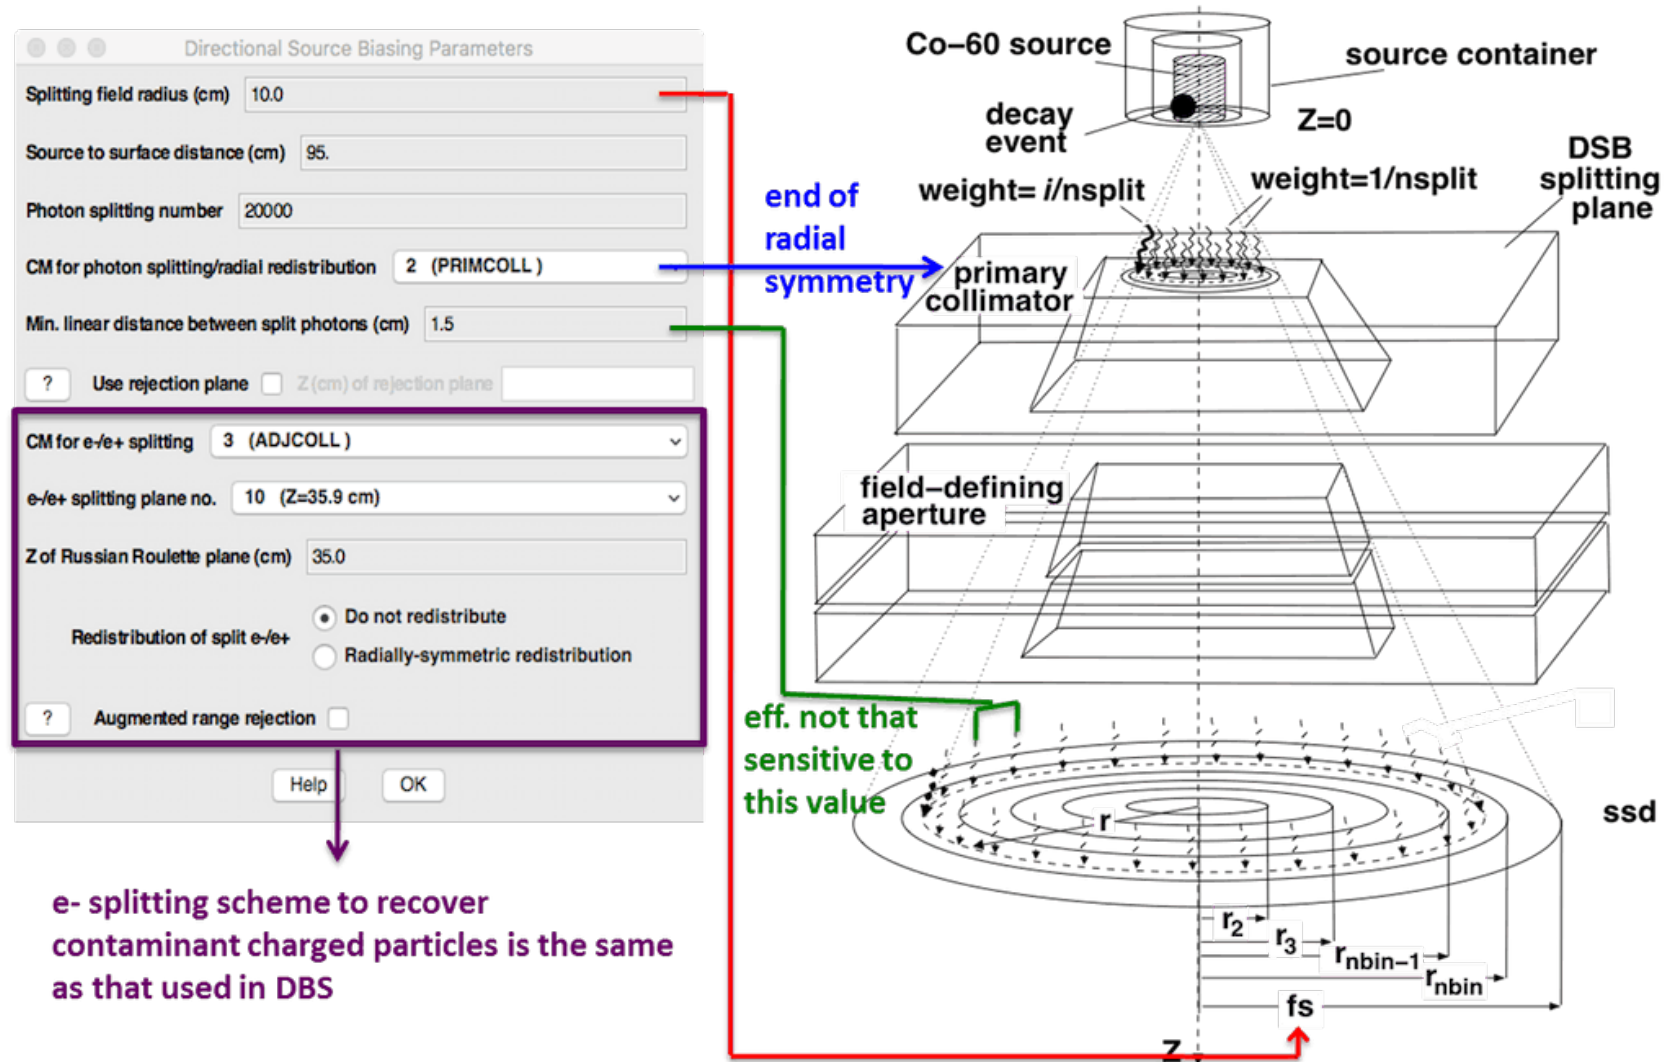 Directional Source Biasing Parameters
Splitting field radius (cm) 10.0
Source to surface distance (cm) 95.
Photon splitting number 20000
CM for photon splitting/radial redistribution 2 (PRIMCOLL )
Min. linear distance between split photons (cm) 1.5
? Use rejection plane Z (cm) of rejection plane
CM for e-/e+ splitting 3 (ADJCOLL )
e-/e+ splitting plane no. 10 (Z=35.9 cm)
Z of Russian Roulette plane (cm) 35.0
Redistribution of split e-/e+
Do not redistribute
Radially-symmetric redistribution
? Augmented range rejection
Help OK
e- splitting scheme to recover
contaminant charged particles is the same
as that used in DBS
end of
radial
symmetry
eff. not that
sensitive to
this value
Co-60 source
source container
decay
event
Z=0
DSB
splitting
plane
weight= i/nsplit
weight=1/nsplit
primary
collimator
field-defining
aperture
r
ssd
r2
r3
rnbin-1
rnbin
fs
Z